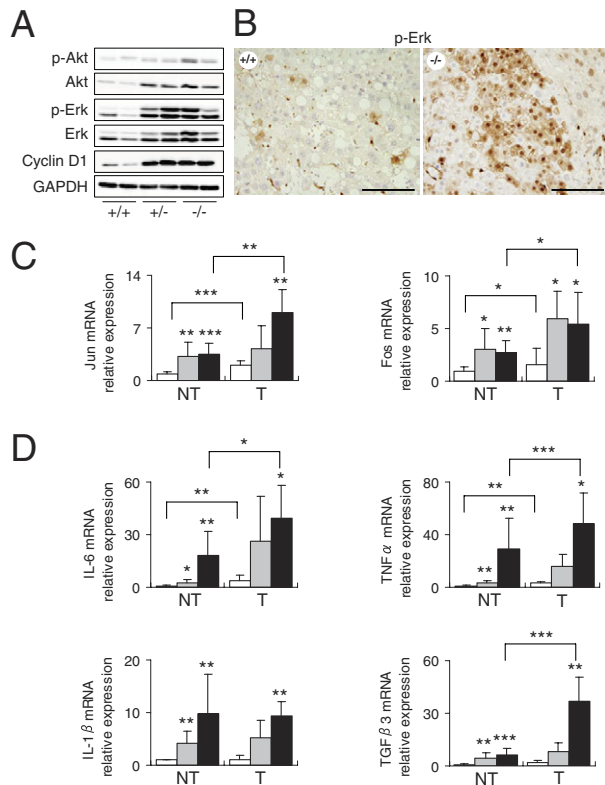 A
p-Akt
Akt
p-Erk
Erk
Cyclin D1
GAPDH
+/+ +/- -/-
B
p-Erk
+/+ -/-
C
Jun mRNA
relative expression
14
7
0
***
**
** ***
**
NT T
Fos mRNA
relative expression
10
5
0
*
*
* **
* *
NT T
D
IL-6 mRNA
relative expression
60
30
0
**
*
* **
*
NT T
TNFα mRNA
relative expression
80
40
0
**
***
** **
*
NT T
IL-1β mRNA
relative expression
20
10
0
** **
**
NT T
TGFβ3 mRNA
relative expression
60
30
0
***
** ***
**
NT T